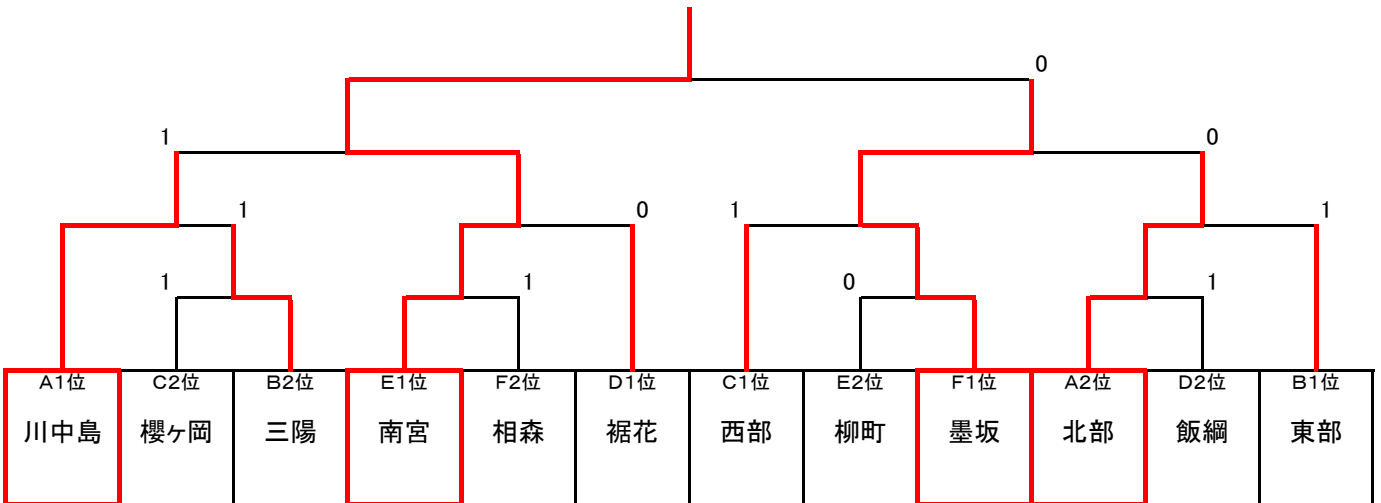 0
1 0
1 0 1 1
1 1 0 1
A1位 C2位 B2位 E1位 F2位 D1位 C1位 E2位 F1位 A2位 D2位 B1位
川中島 櫻ヶ岡 三陽 南宮 相森 裾花 西部 柳町 墨坂 北部 飯綱 東部